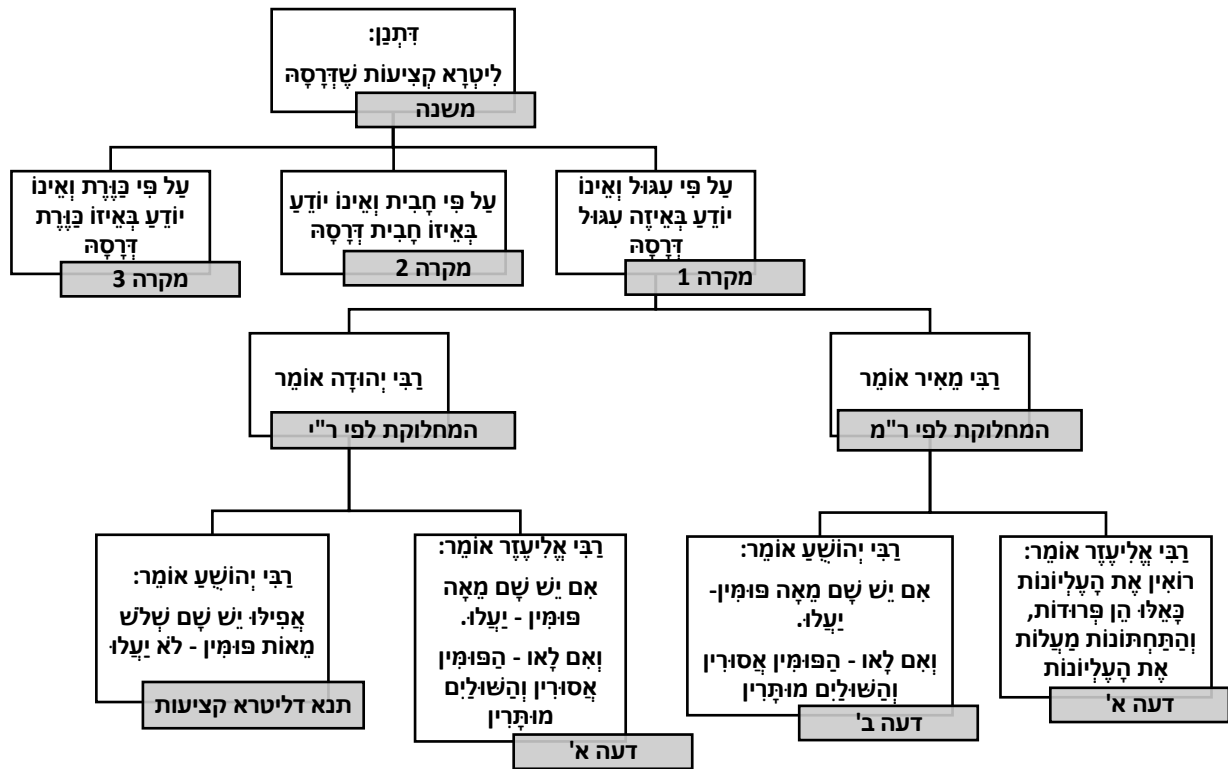 דִּתְנַן:
לִיטְרָא קְצִיעוֹת שֶׁדְּרָסָהּ
משנה
עַל פִּי עִגּוּל וְאֵינוֹ
יוֹדֵעַ בְּאֵיזֶה עִגּוּל
דְּרָסָהּ
מקרה 1
עַל פִּי חָבִית וְאֵינוֹ יוֹדֵעַ
בְּאֵיזוֹ חָבִית דְּרָסָהּ
מקרה 2
עַל פִּי כַּוֶּרֶת וְאֵינוֹ
יוֹדֵעַ בְּאֵיזוֹ כַּוֶּרֶת
דְּרָסָהּ
מקרה 3
רַבִּי מֵאִיר אוֹמֵר
המחלוקת לפי ר"מ
רַבִּי יְהוּדָה אוֹמֵר
המחלוקת לפי ר"י
רַבִּי אֱלִיעֶזֶר אוֹמֵר:
רוֹאִין אֶת הָעֶלְיוֹנוֹת
כָּאֵלּוּ הֵן פְּרוּדוֹת,
וְהַתַּחְתּוֹנוֹת מַעֲלוֹת
אֶת הָעֶלְיוֹנוֹת
דעה א'
רַבִּי יְהוֹשֻׁעַ אוֹמֵר:
אִם יֵשׁ שָׁם מֵאָה פּוּמִּין-
יַעֲלוּ.
וְאִם לָאו - הַפּוּמִּין אֲסוּרִין
וְהַשּׁוּלַיִם מוּתָּרִין
דעה ב'
רַבִּי אֱלִיעֶזֶר אוֹמֵר:
אִם יֵשׁ שָׁם מֵאָה
פּוּמִּין - יַעֲלוּ.
וְאִם לָאו - הַפּוּמִּין
אֲסוּרִין וְהַשּׁוּלַיִם
מוּתָּרִין
דעה א'
רַבִּי יְהוֹשֻׁעַ אוֹמֵר:
אֲפִילּוּ יֵשׁ שָׁם שְׁלֹשׁ
מֵאוֹת פּוּמִּין - לֹא יַעֲלוּ
תנא דליטרא קציעות